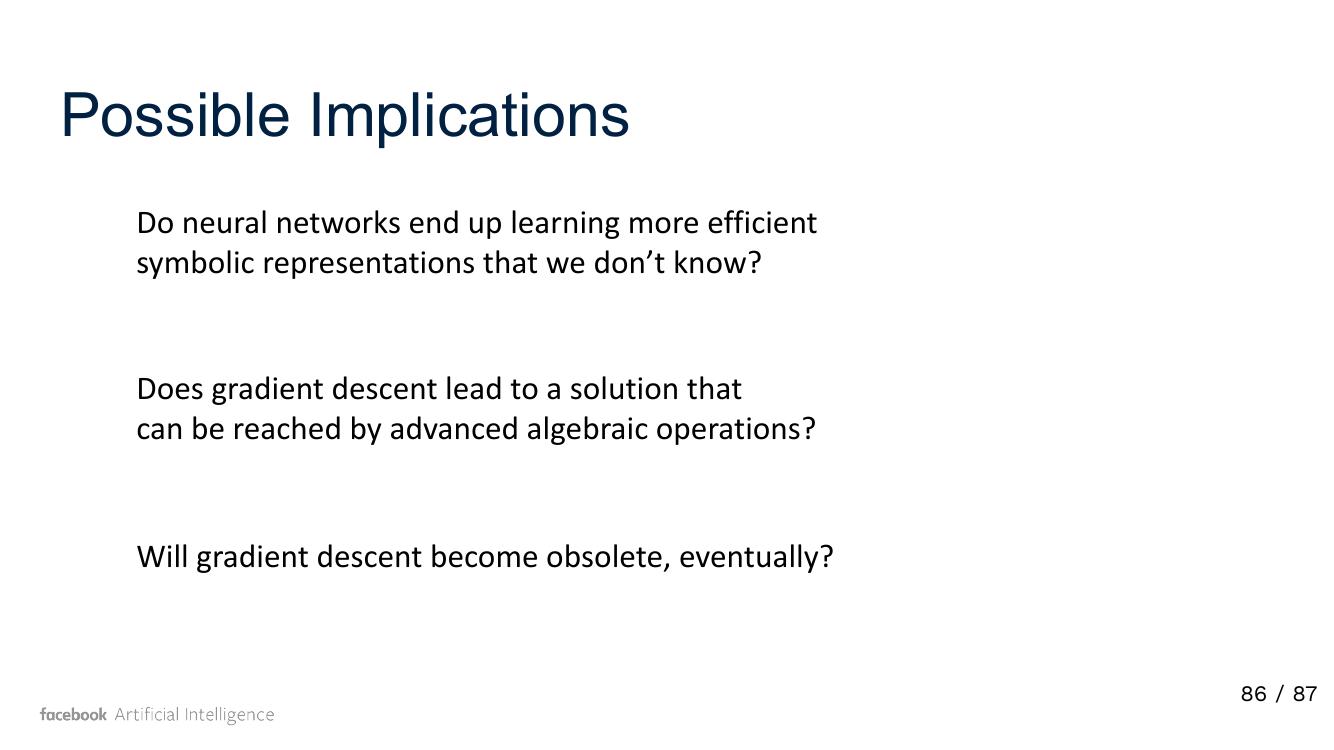 Possible Implications
Do neural networks end up learning more efficient
symbolic representations that we don’t know?
Does gradient descent lead to a solution that
can be reached by advanced algebraic operations?
Will gradient descent become obsolete, eventually?
86 / 87
facebook Artificial Intelligence